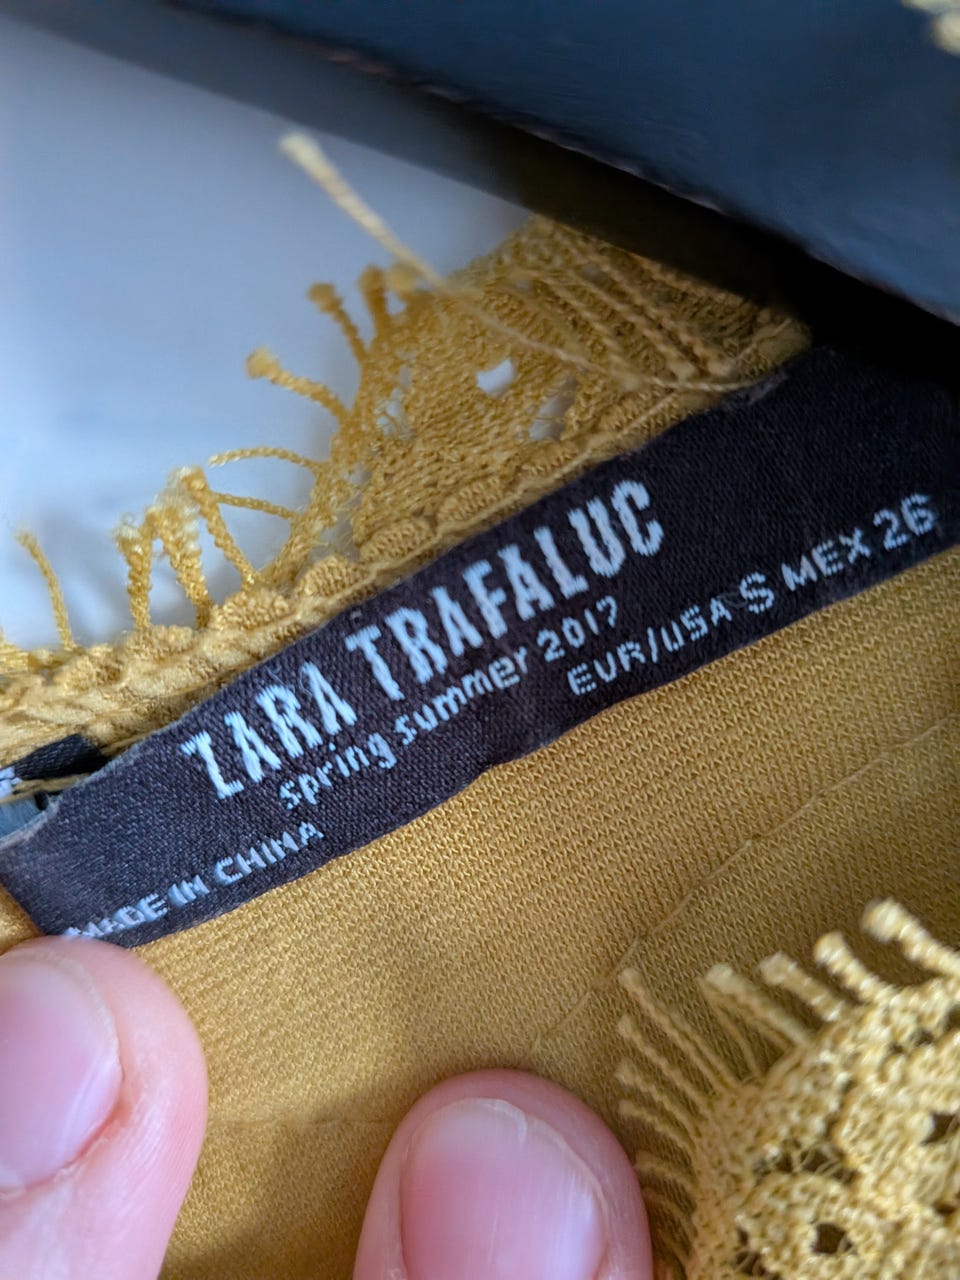 ZARA TRAFALUC
spring summer 2017
EUR/USA S MEX 26
MADE IN CHINA